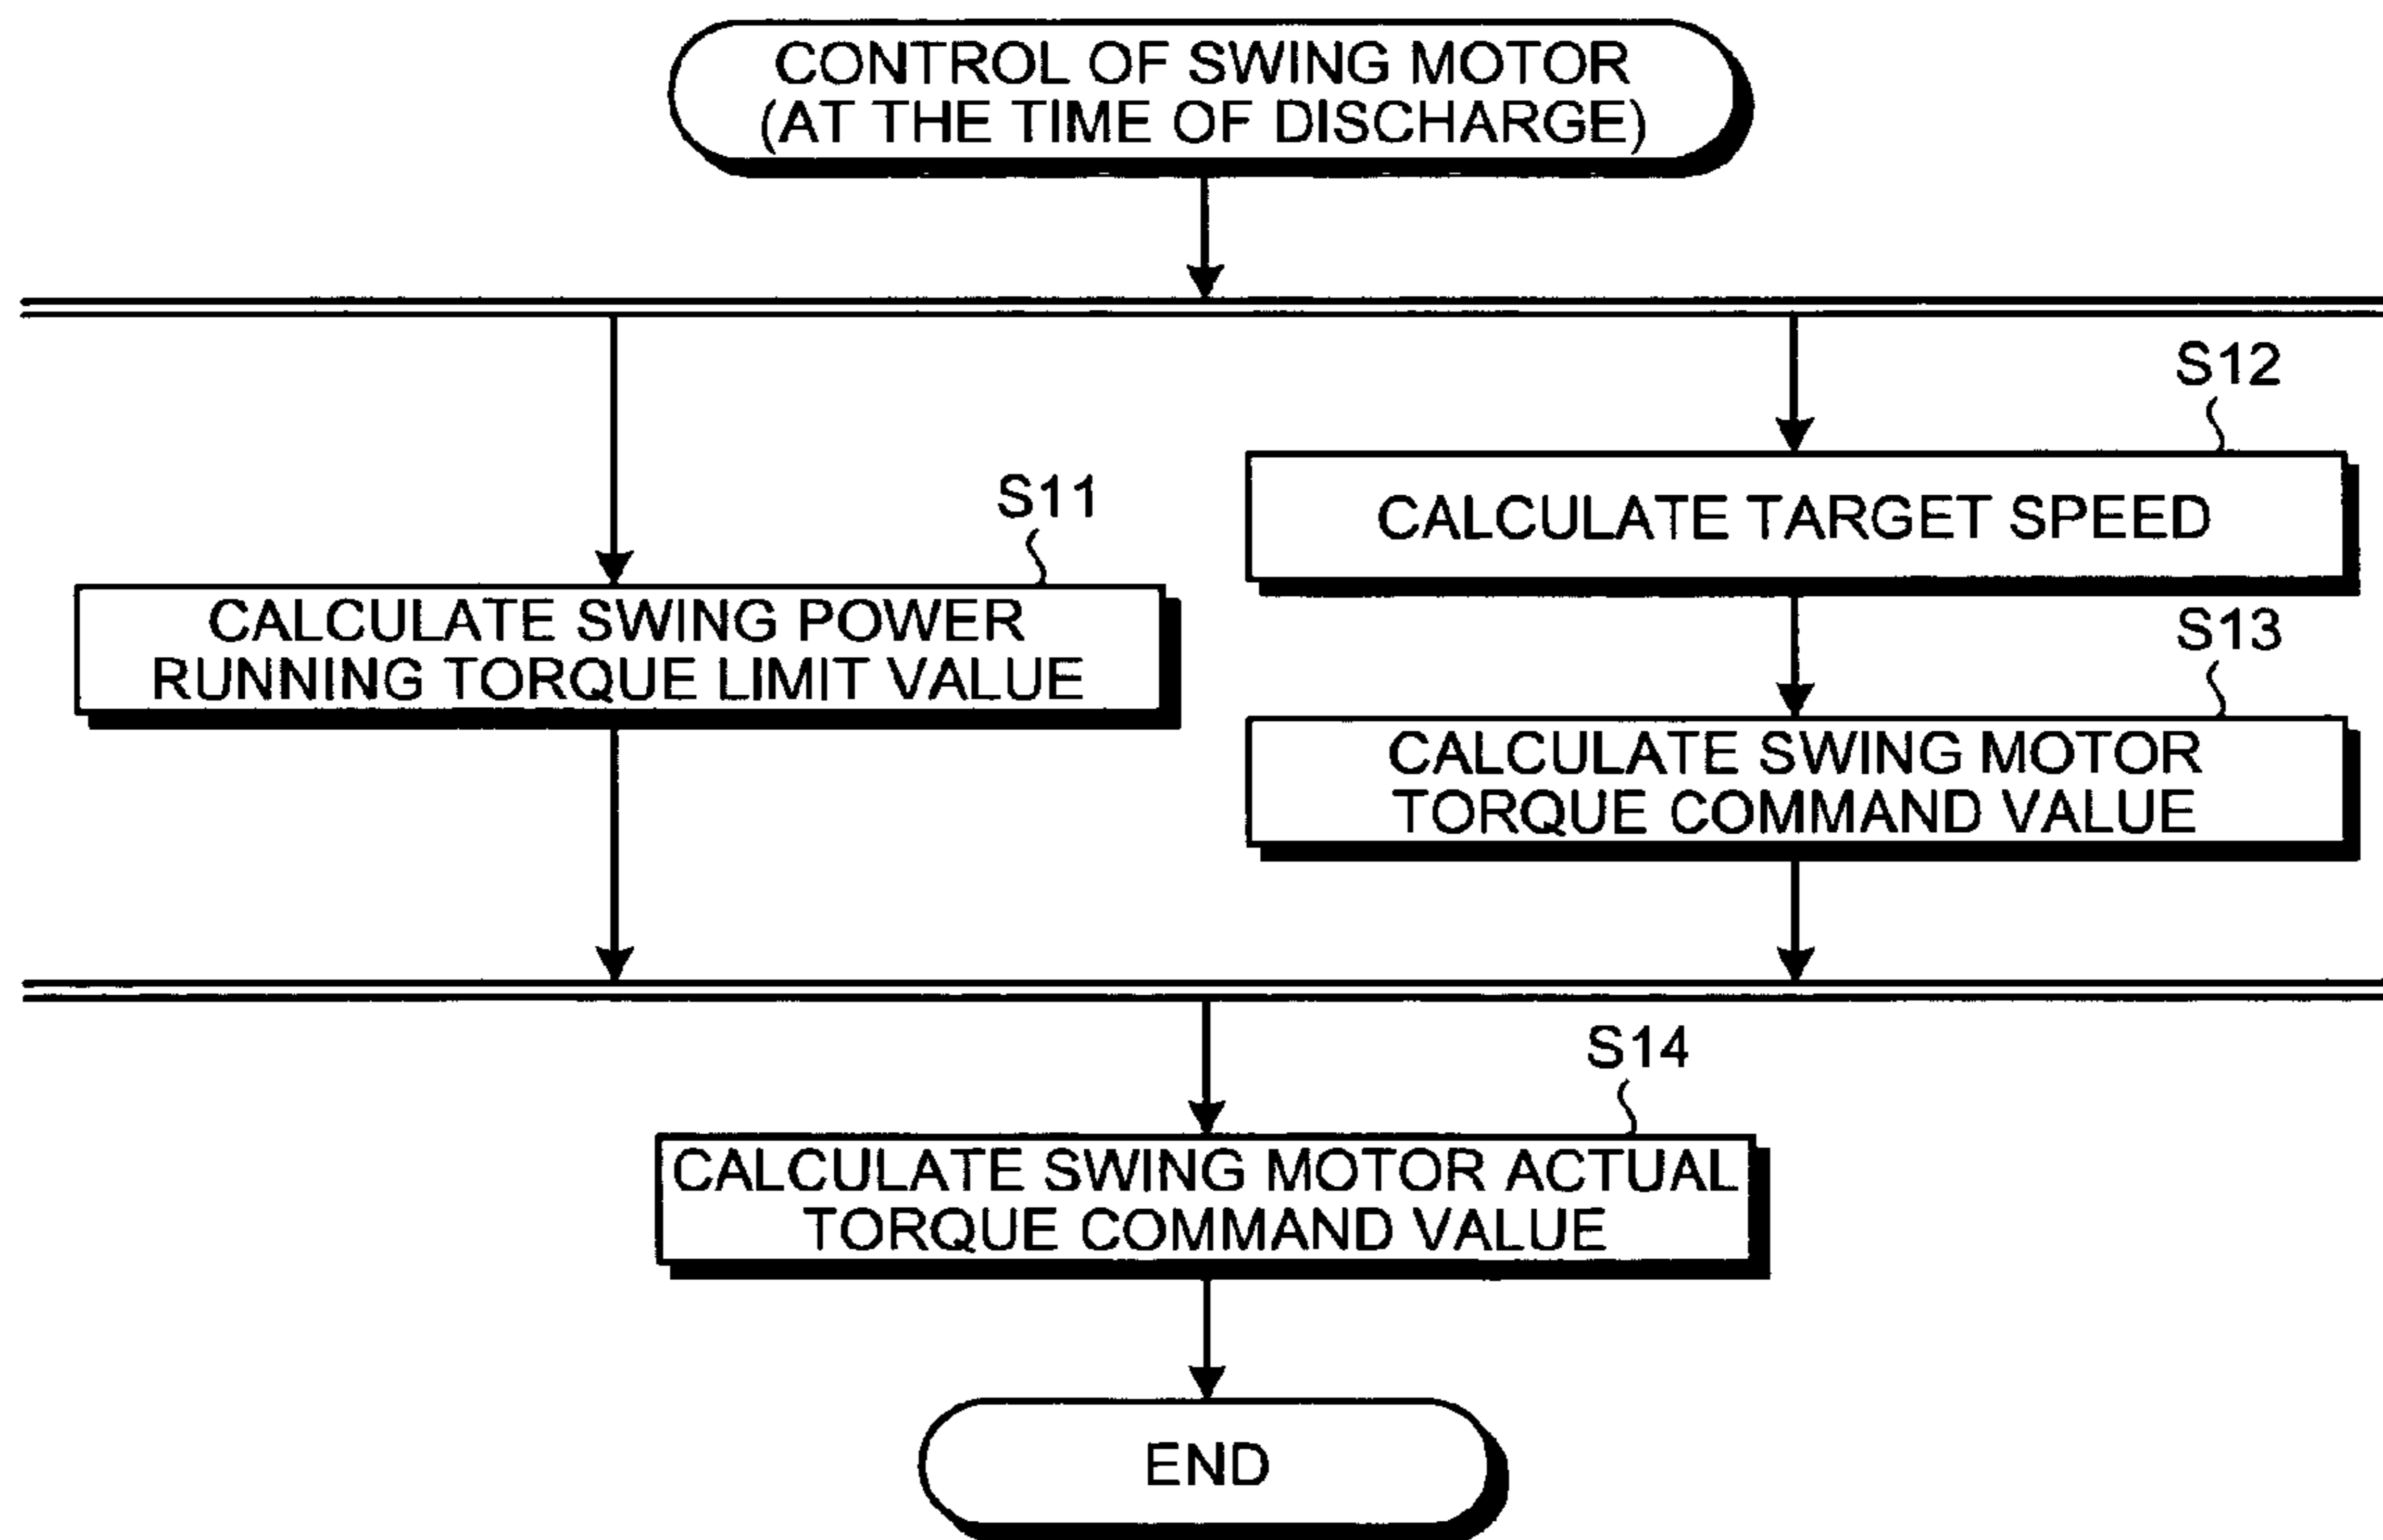 CONTROL OF SWING MOTOR
(AT THE TIME OF DISCHARGE)
S12
CALCULATE TARGET SPEED
S11
CALCULATE SWING POWER
RUNNING TORQUE LIMIT VALUE
S13
CALCULATE SWING MOTOR
TORQUE COMMAND VALUE
S14
CALCULATE SWING MOTOR ACTUAL
TORQUE COMMAND VALUE
END